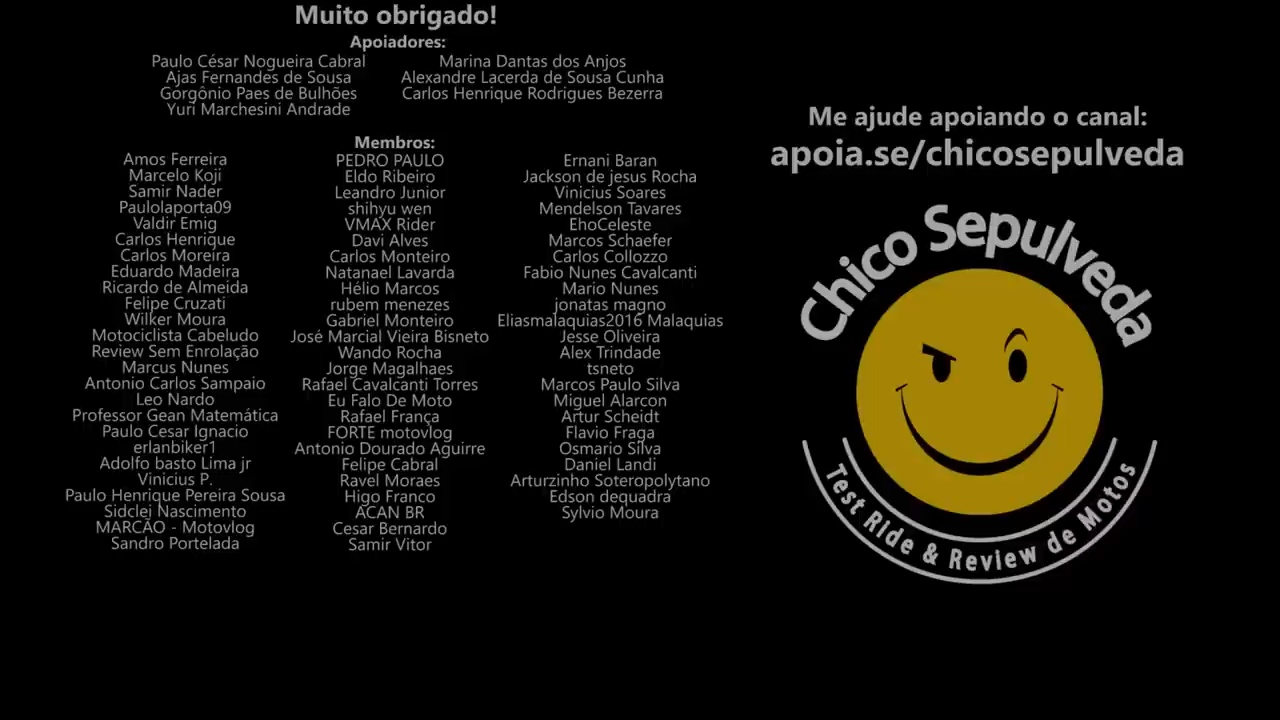 Muito obrigado!
Apoiadores:
Paulo César Nogueira Cabral
Ajas Fernandes de Sousa
Gorgônio Paes de Bulhões
Yuri Marchesini Andrade
Marina Dantas dos Anjos
Alexandre Lacerda de Sousa Cunha
Carlos Henrique Rodrigues Bezerra
Membros:
Amos Ferreira
Marcelo Koji
Samir Nader
Paulolaporta09
Valdir Emig
Carlos Henrique
Carlos Moreira
Eduardo Madeira
Ricardo de Almeida
Felipe Cruzati
Wilker Moura
Motociclista Cabeludo
Review Sem Enrolação
Marcus Nunes
Antonio Carlos Sampaio
Leo Nardo
Professor Gean Matemática
Paulo Cesar Ignacio
erlanbiker1
Adolfo basto Lima jr
Vinicius P.
Paulo Henrique Pereira Sousa
Sidclei Nascimento
MARCÃO - Motovlog
Sandro Portelada
PEDRO PAULO
Eldo Ribeiro
Leandro Junior
shihyu wen
VMAX Rider
Davi Alves
Carlos Monteiro
Natanael Lavarda
Hélio Marcos
rubem menezes
Gabriel Monteiro
José Marcial Vieira Bisneto
Wando Rocha
Jorge Magalhaes
Rafael Cavalcanti Torres
Eu Falo De Moto
Rafael França
FORTE motovlog
Antonio Dourado Aguirre
Felipe Cabral
Ravel Moraes
Higo Franco
ACAN BR
Cesar Bernardo
Samir Vitor
Ernani Baran
Jackson de jesus Rocha
Vinicius Soares
Mendelson Tavares
EhoCeleste
Marcos Schaefer
Carlos Collozzo
Fabio Nunes Cavalcanti
Mario Nunes
jonatas magno
Eliasmalaquias2016 Malaquias
Jesse Oliveira
Alex Trindade
tsneto
Marcos Paulo Silva
Miguel Alarcon
Artur Scheidt
Flavio Fraga
Osmario Silva
Daniel Landi
Arturzinho Soteropolytano
Edson dequadra
Sylvio Moura
Me ajude apoiando o canal:
apoia.se/chicosepulveda
Chico Sepulveda
Test Ride & Review de Motos